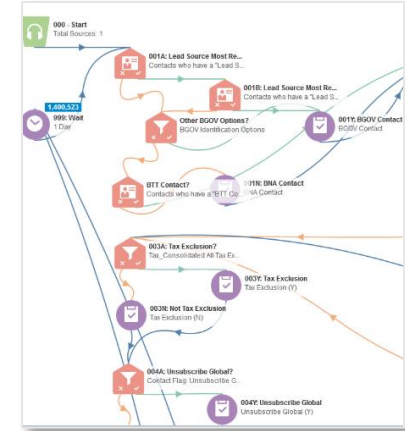 000 - Start
Total Sources: 1
001A: Lead Source Most Re...
Contacts who have a "Lead S...
001B: Lead Source Most Re...
Contacts who have a "Lead S...
1,400,523
999: Wait
1 Day
Other BGOV Options?
BGOV Identification Options
001Y: BGOV Contact
BGOV Contact
BTT Contact?
Contacts who have a "BTT Co...
001N: BNA Contact
BNA Contact
003A: Tax Exclusion?
Tax_Consolidated All Tax Ex...
003Y: Tax Exclusion
Tax Exclusion (Y)
003N: Not Tax Exclusion
Tax Exclusion (N)
004A: Unsubscribe Global?
Contact Flag: Unsubscribe G...
004Y: Unsubscribe Global
Unsubscribe Global (Y)